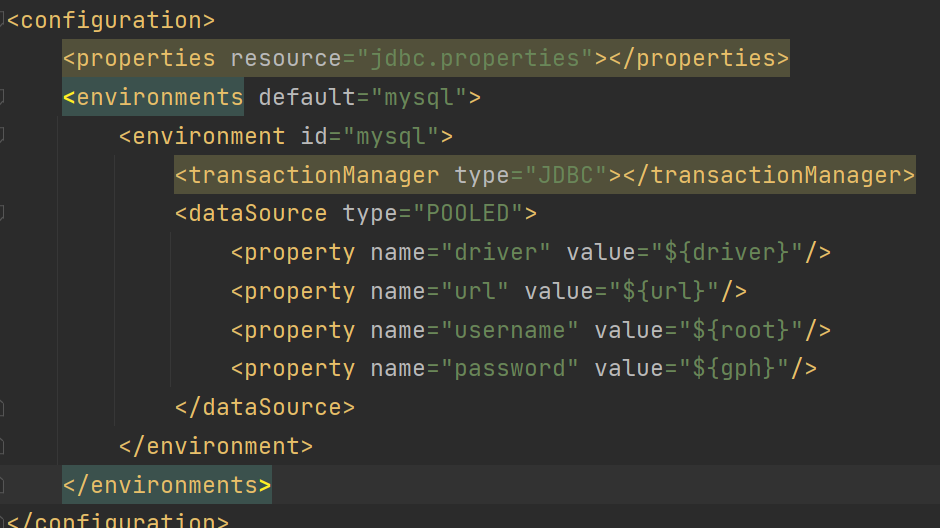 <configuration>
<properties resource="jdbc.properties"></properties>
<environments default="mysql">
<environment id="mysql">
<transactionManager type="JDBC"></transactionManager>
<dataSource type="POOLED">
<property name="driver" value="${driver}"/>
<property name="url" value="${url}"/>
<property name="username" value="${root}"/>
<property name="password" value="${gph}"/>
</dataSource>
</environment>
</environments>
</configuration>